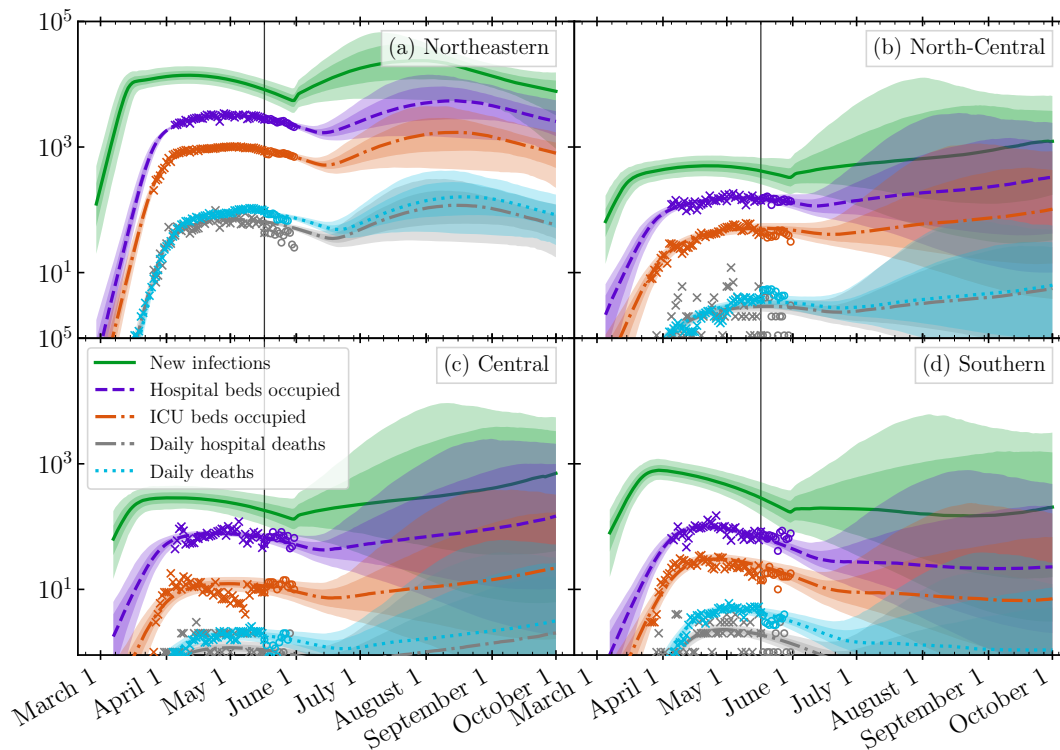 10^5
(a) Northeastern
(b) North-Central
10^3
10^1
10^5
New infections
Hospital beds occupied
ICU beds occupied
Daily hospital deaths
Daily deaths
(c) Central
(d) Southern
10^3
10^1
March 1
April 1
May 1
June 1
July 1
August 1
September 1
October 1
March 1
April 1
May 1
June 1
July 1
August 1
September 1
October 1